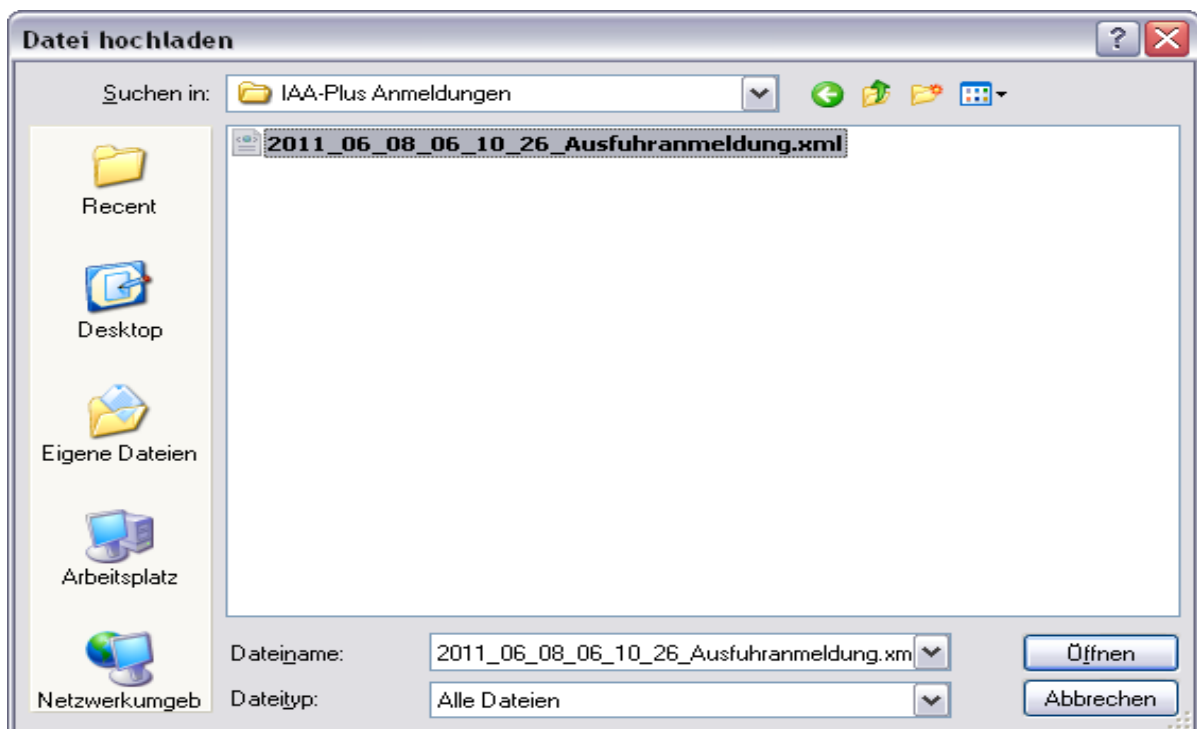 Datei hochladen
Suchen in:
IAA-Plus Anmeldungen
2011_06_08_06_10_26_Ausfuhranmeldung.xml
Recent
Desktop
Eigene Dateien
Arbeitsplatz
Netzwerkumgeb
Dateiname:
2011_06_08_06_10_26_Ausfuhranmeldung.xm
Öffnen
Dateityp:
Alle Dateien
Abbrechen